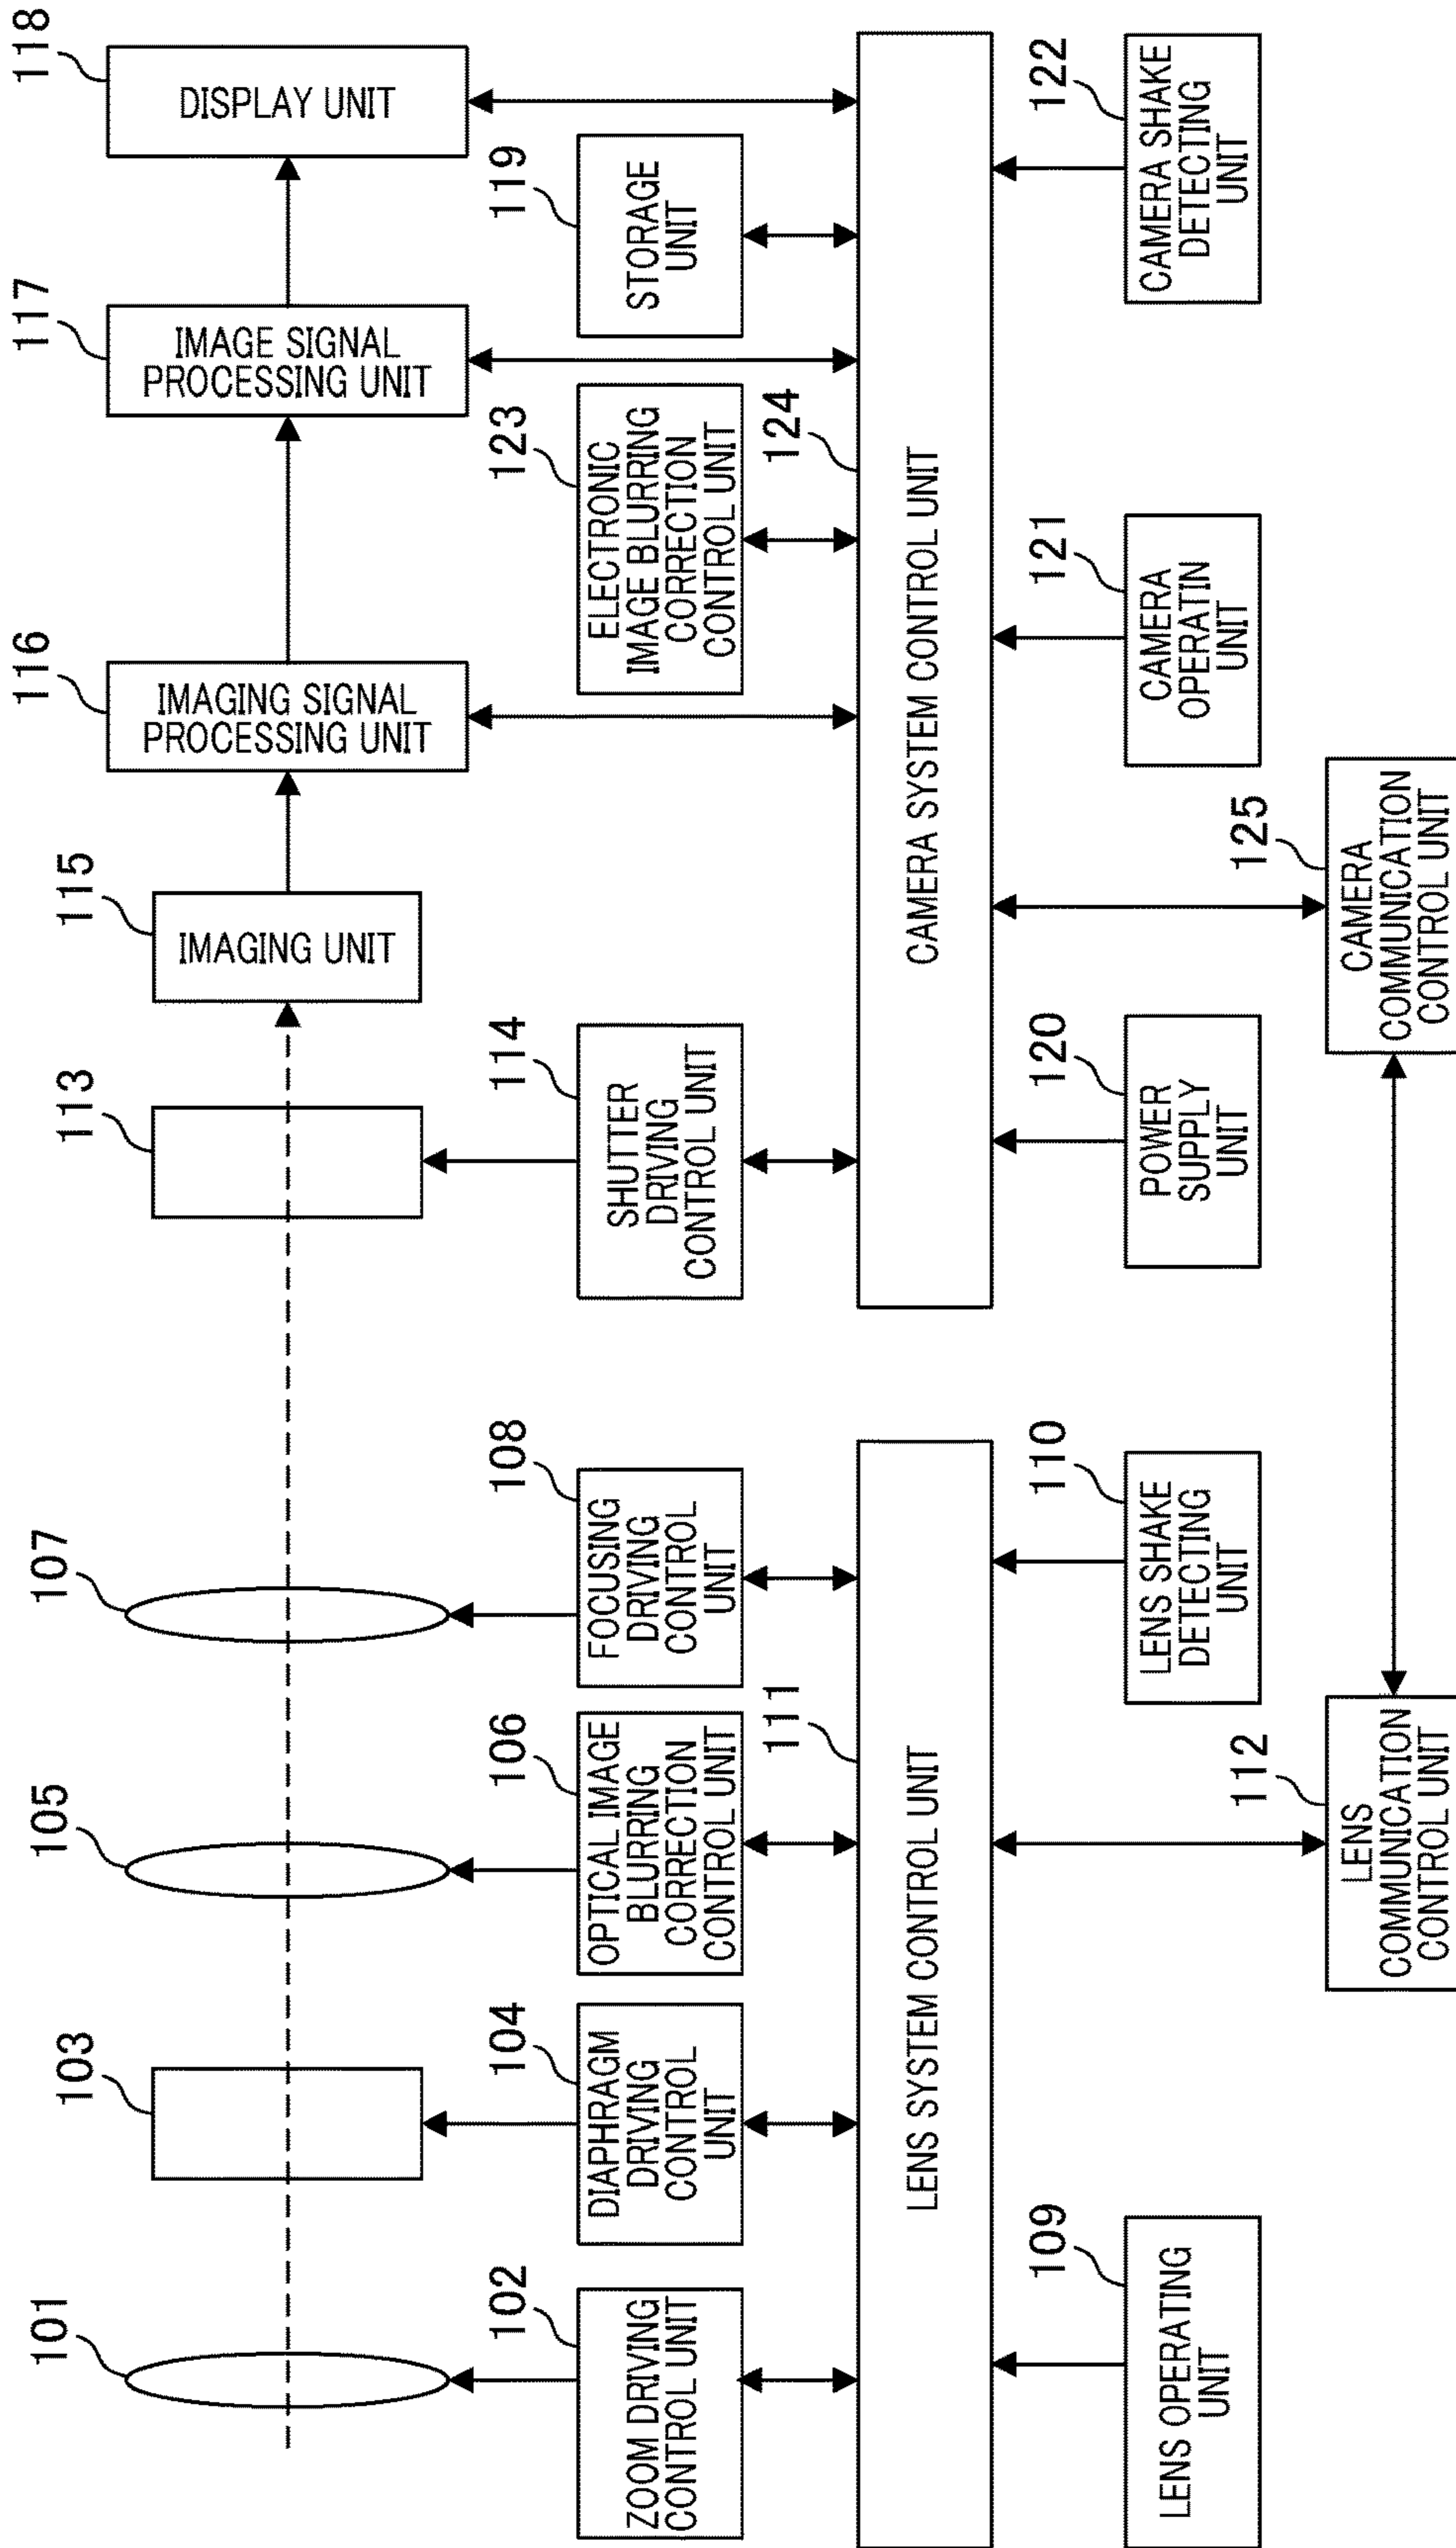 101
103
105
107
113
115
IMAGING UNIT
116
IMAGING SIGNAL
PROCESSING UNIT
117
IMAGE SIGNAL
PROCESSING UNIT
118
DISPLAY UNIT
102
ZOOM DRIVING
CONTROL UNIT
104
DIAPHRAGM
DRIVING
CONTROL
UNIT
106
OPTICAL IMAGE
BLURRING
CORRECTION
CONTROL UNIT
108
FOCUSING
DRIVING
CONTROL
UNIT
114
SHUTTER
DRIVING
CONTROL UNIT
123
ELECTRONIC
IMAGE BLURRING
CORRECTION
CONTROL UNIT
119
STORAGE
UNIT
111
LENS SYSTEM CONTROL UNIT
124
CAMERA SYSTEM CONTROL UNIT
109
LENS OPERATING
UNIT
110
LENS SHAKE
DETECTING
UNIT
120
POWER
SUPPLY
UNIT
121
CAMERA
OPERATIN
UNIT
122
CAMERA SHAKE
DETECTING
UNIT
112
LENS
COMMUNICATION
CONTROL UNIT
125
CAMERA
COMMUNICATION
CONTROL UNIT